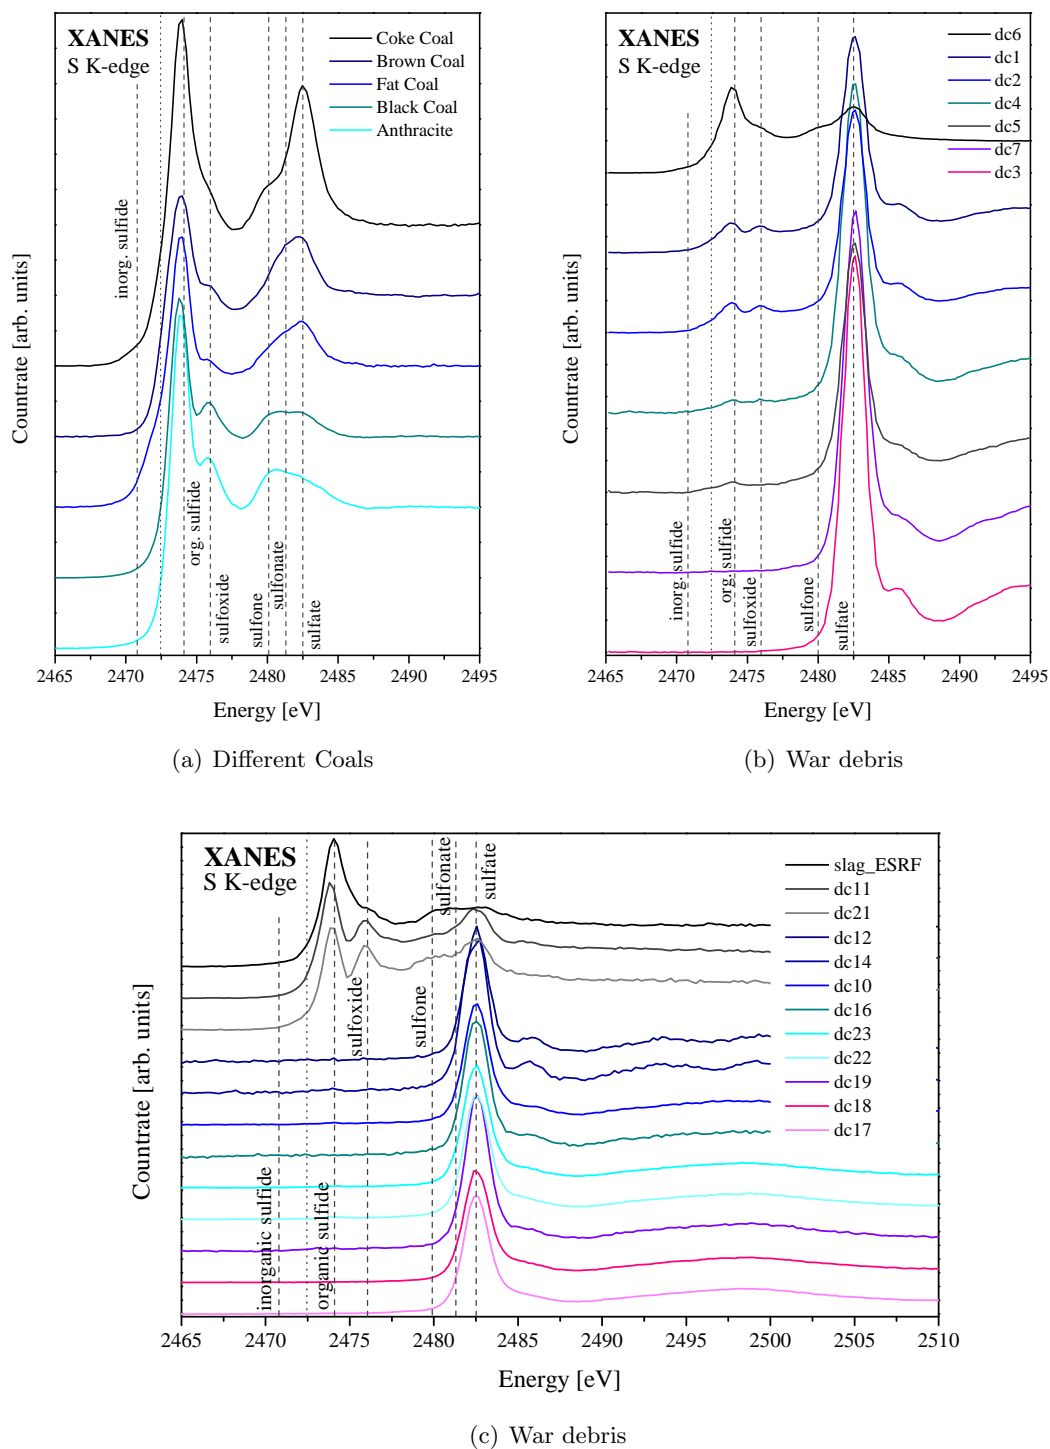 XANES
S K-edge
Coke Coal
Brown Coal
Fat Coal
Black Coal
Anthracite
inorg. sulfide
org. sulfide
sulfoxide
sulfone
sulfonate
sulfate
Countrate [arb. units]
2465 2470 2475 2480 2485 2490 2495
Energy [eV]
(a) Different Coals
XANES
S K-edge
dc6
dc1
dc2
dc4
dc5
dc7
dc3
inorg. sulfide
org. sulfide
sulfoxide
sulfone
sulfate
Countrate [arb. units]
2465 2470 2475 2480 2485 2490 2495
Energy [eV]
(b) War debris
XANES
S K-edge
slag_ESRF
dc11
dc21
dc12
dc14
dc10
dc16
dc23
dc22
dc19
dc18
dc17
inorganic sulfide
organic sulfide
sulfoxide
sulfone
sulfonate
sulfate
Countrate [arb. units]
2465 2470 2475 2480 2485 2490 2495 2500 2505 2510
Energy [eV]
(c) War debris